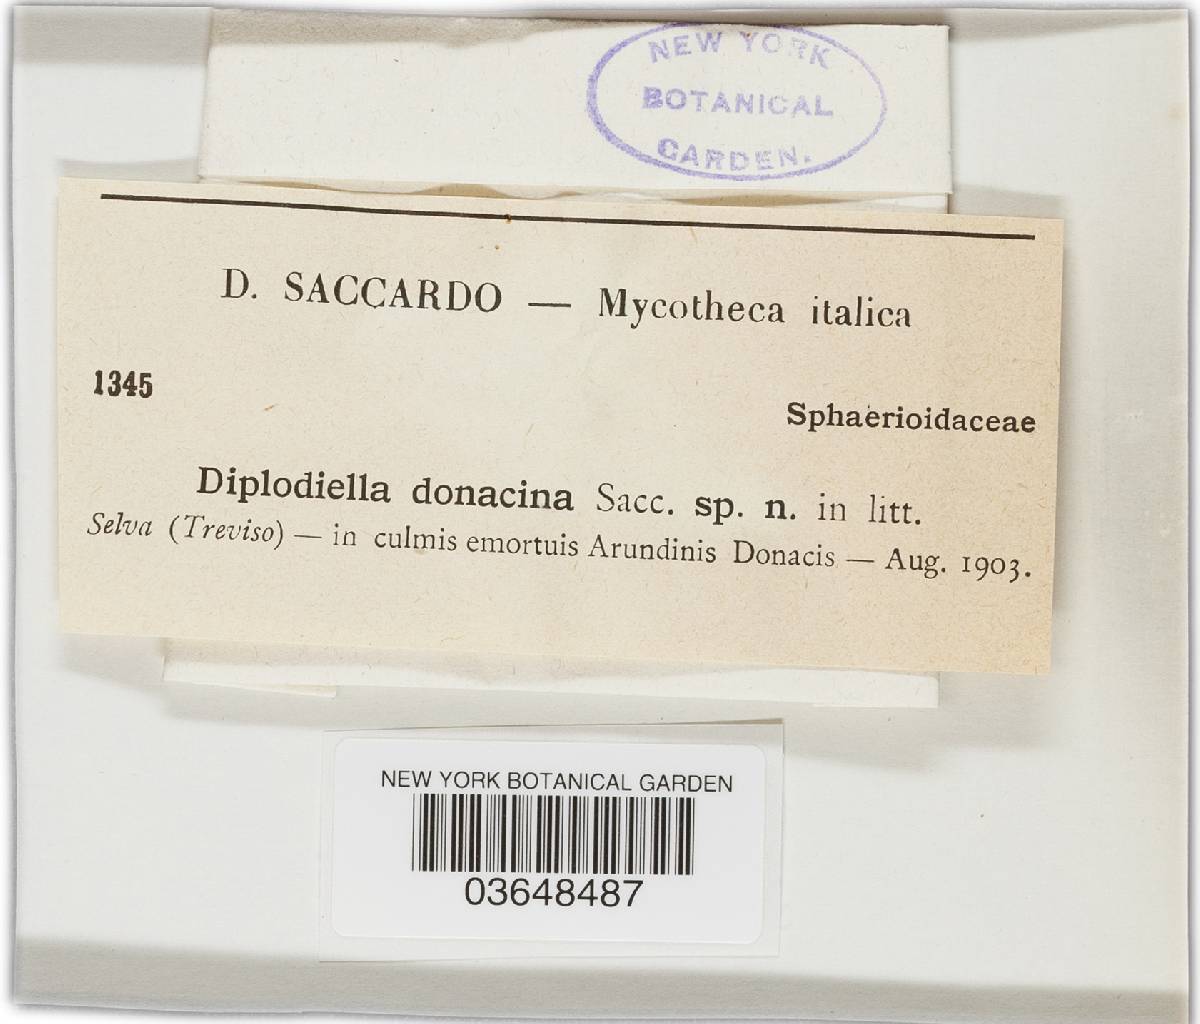 NEW YORK
BOTANICAL
GARDEN.
D. SACCARDO — Mycotheca italica
1345
Sphaerioidaceae
Diplodiella donacina Sacc. sp. n. in litt.
Selva (Treviso) — in culmis emortuis Arundinis Donacis — Aug. 1903.
NEW YORK BOTANICAL GARDEN
03648487